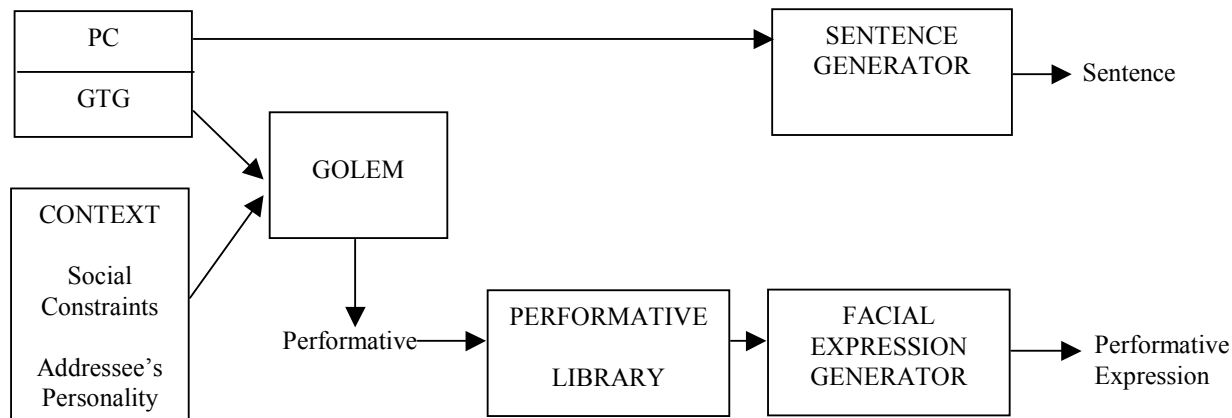 PC
GTG
SENTENCE
GENERATOR
Sentence
GOLEM
CONTEXT
Social
Constraints
Addressee’s
Personality
Performative
PERFORMATIVE
LIBRARY
FACIAL
EXPRESSION
GENERATOR
Performative
Expression